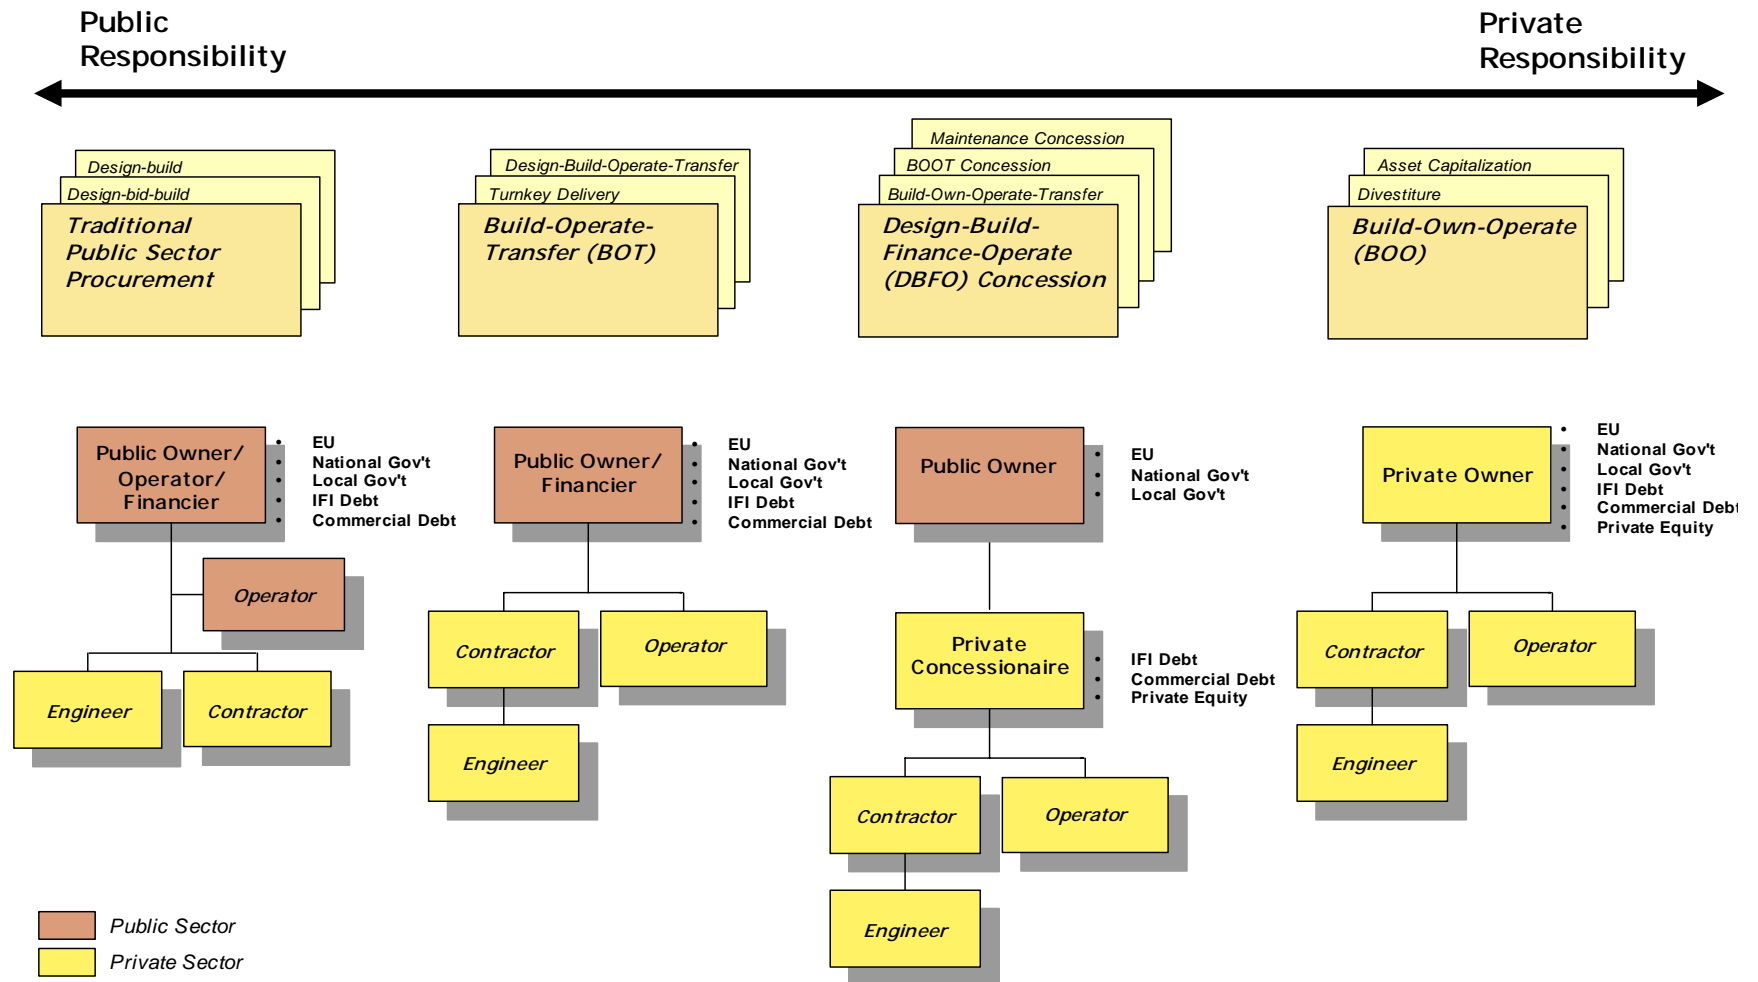 Public
Responsibility
Private
Responsibility
Design-build
Design-bid-build
Traditional
Public Sector
Procurement
Design-Build-Operate-Transfer
Turnkey Delivery
Build-Operate-
Transfer (BOT)
Maintenance Concession
BOOT Concession
Build-Own-Operate-Transfer
Design-Build-
Finance-Operate
(DBFO) Concession
Asset Capitalization
Divestiture
Build-Own-Operate
(BOO)
Public Owner/
Operator/
Financier
• EU
• National Gov't
• Local Gov't
• IFI Debt
• Commercial Debt
Operator
Engineer
Contractor
Public Owner/
Financier
• EU
• National Gov't
• Local Gov't
• IFI Debt
• Commercial Debt
Contractor
Operator
Engineer
Public Owner
• EU
• National Gov't
• Local Gov't
Private
Concessionaire
• IFI Debt
• Commercial Debt
• Private Equity
Contractor
Operator
Engineer
Private Owner
• EU
• National Gov't
• Local Gov't
• IFI Debt
• Commercial Debt
• Private Equity
Contractor
Operator
Engineer
Public Sector
Private Sector